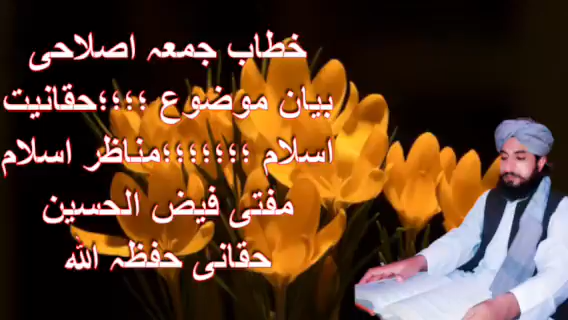 خطاب جمعہ اصلاحی
بیان موضوع ؛؛؛؛حقانیت
اسلام ؛؛؛؛؛؛؛مناظر اسلام
مفتی فیض الحسین
حقانی حفظہ اللہ